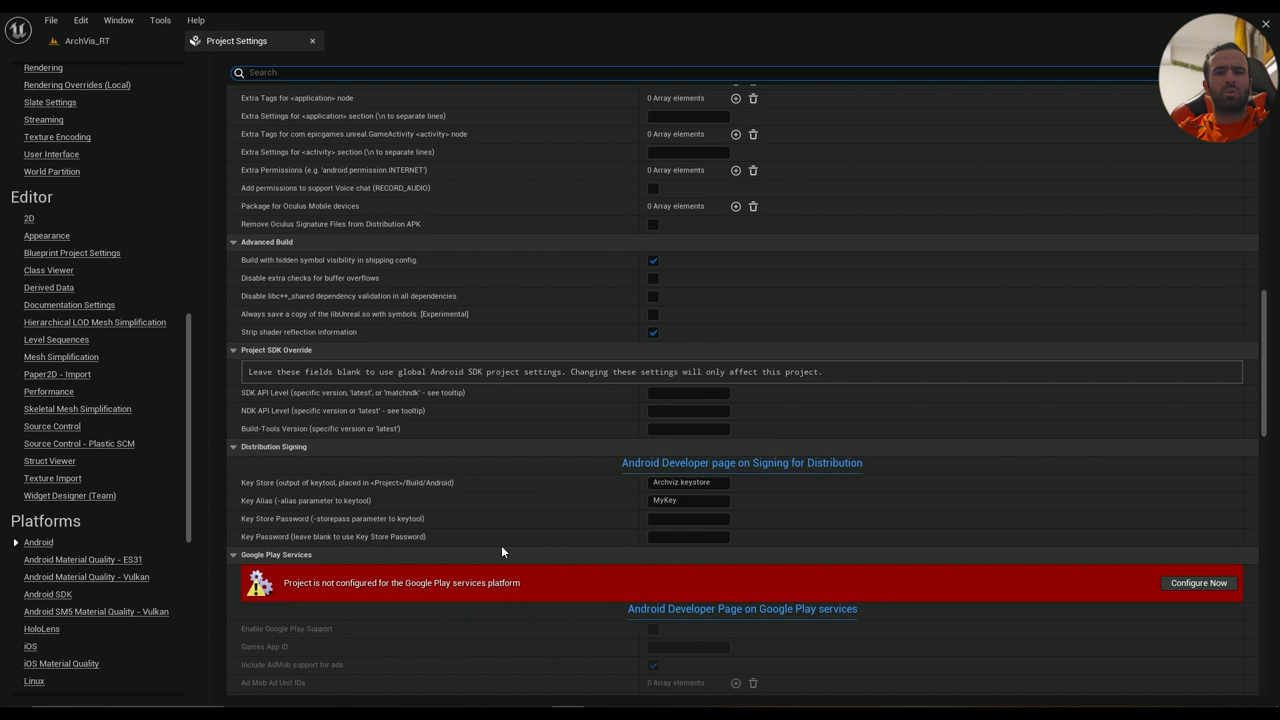 File Edit Window Tools Help
ArchVis_RT
Project Settings
Search
Rendering
Rendering Overrides (Local)
Slate Settings
Streaming
Texture Encoding
User Interface
World Partition
Editor
2D
Appearance
Blueprint Project Settings
Class Viewer
Derived Data
Documentation Settings
Hierarchical LOD Mesh Simplification
Level Sequences
Mesh Simplification
Paper2D - Import
Performance
Skeletal Mesh Simplification
Source Control
Source Control - Plastic SCM
Struct Viewer
Texture Import
Widget Designer (Team)
Platforms
Android
Android Material Quality - ES31
Android Material Quality - Vulkan
Android SDK
Android SM5 Material Quality - Vulkan
HoloLens
iOS
iOS Material Quality
Linux
Extra Tags for <application> node 0 Array elements
Extra Settings for <application> section (\n to separate lines)
Extra Tags for com.epicgames.unreal.GameActivity <activity> node 0 Array elements
Extra Settings for <activity> section (\n to separate lines)
Extra Permissions (e.g. 'android.permission.INTERNET') 0 Array elements
Add permissions to support Voice chat (RECORD_AUDIO)
Package for Oculus Mobile devices 0 Array elements
Remove Oculus Signature Files from Distribution APK
Advanced Build
Build with hidden symbol visibility in shipping config.
Disable extra checks for buffer overflows
Disable libc++_shared dependency validation in all dependencies
Always save a copy of the libUnreal.so with symbols. [Experimental]
Strip shader reflection information
Project SDK Override
Leave these fields blank to use global Android SDK project settings. Changing these settings will only affect this project.
SDK API Level (specific version, 'latest', or 'matchndk' - see tooltip)
NDK API Level (specific version or 'latest' - see tooltip)
Build-Tools Version (specific version or 'latest')
Distribution Signing
Android Developer page on Signing for Distribution
Key Store (output of keytool, placed in <Project>/Build/Android) Archviz.keystore
Key Alias (-alias parameter to keytool) MyKey
Key Store Password (-storepass parameter to keytool)
Key Password (leave blank to use Key Store Password)
Google Play Services
Project is not configured for the Google Play services platform Configure Now
Android Developer Page on Google Play services
Enable Google Play Support
Games App ID
Include AdMob support for ads
Ad Mob Ad Unit IDs 0 Array elements